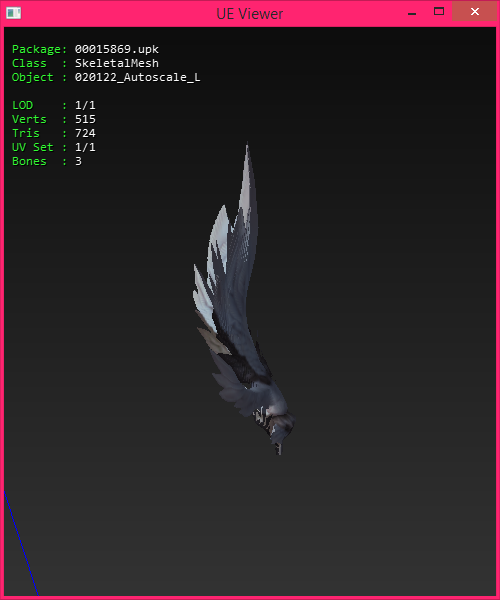 UE Viewer
Package: 00015869.upk
Class : SkeletalMesh
Object : 020122_Autoscale_L
LOD : 1/1
Verts : 515
Tris : 724
UV Set : 1/1
Bones : 3